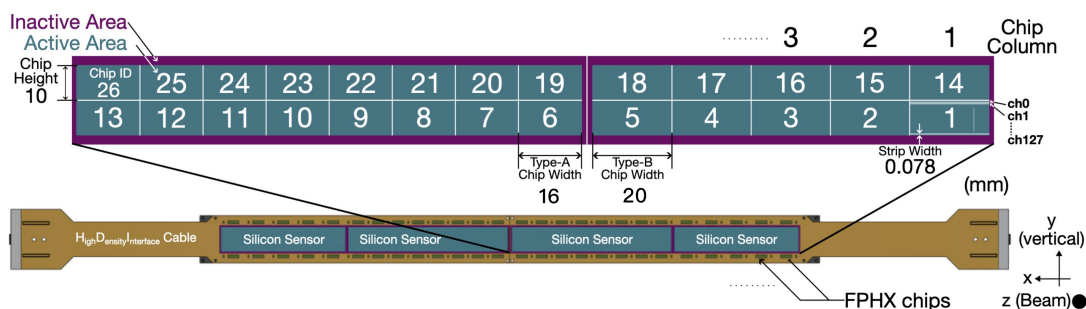 Inactive Area
Active Area
Chip Height 10
........ 3 2 1
Chip Column
Chip ID
26 25 24 23 22 21 20 19 18 17 16 15 14
13 12 11 10 9 8 7 6 5 4 3 2 1
ch0
ch1
ch127
Type-A Chip Width 16
Type-B Chip Width 20
Strip Width 0.078
(mm)
HighDensityInterface Cable
Silicon Sensor Silicon Sensor Silicon Sensor Silicon Sensor
y (vertical)
x
z (Beam)
........
FPHX chips